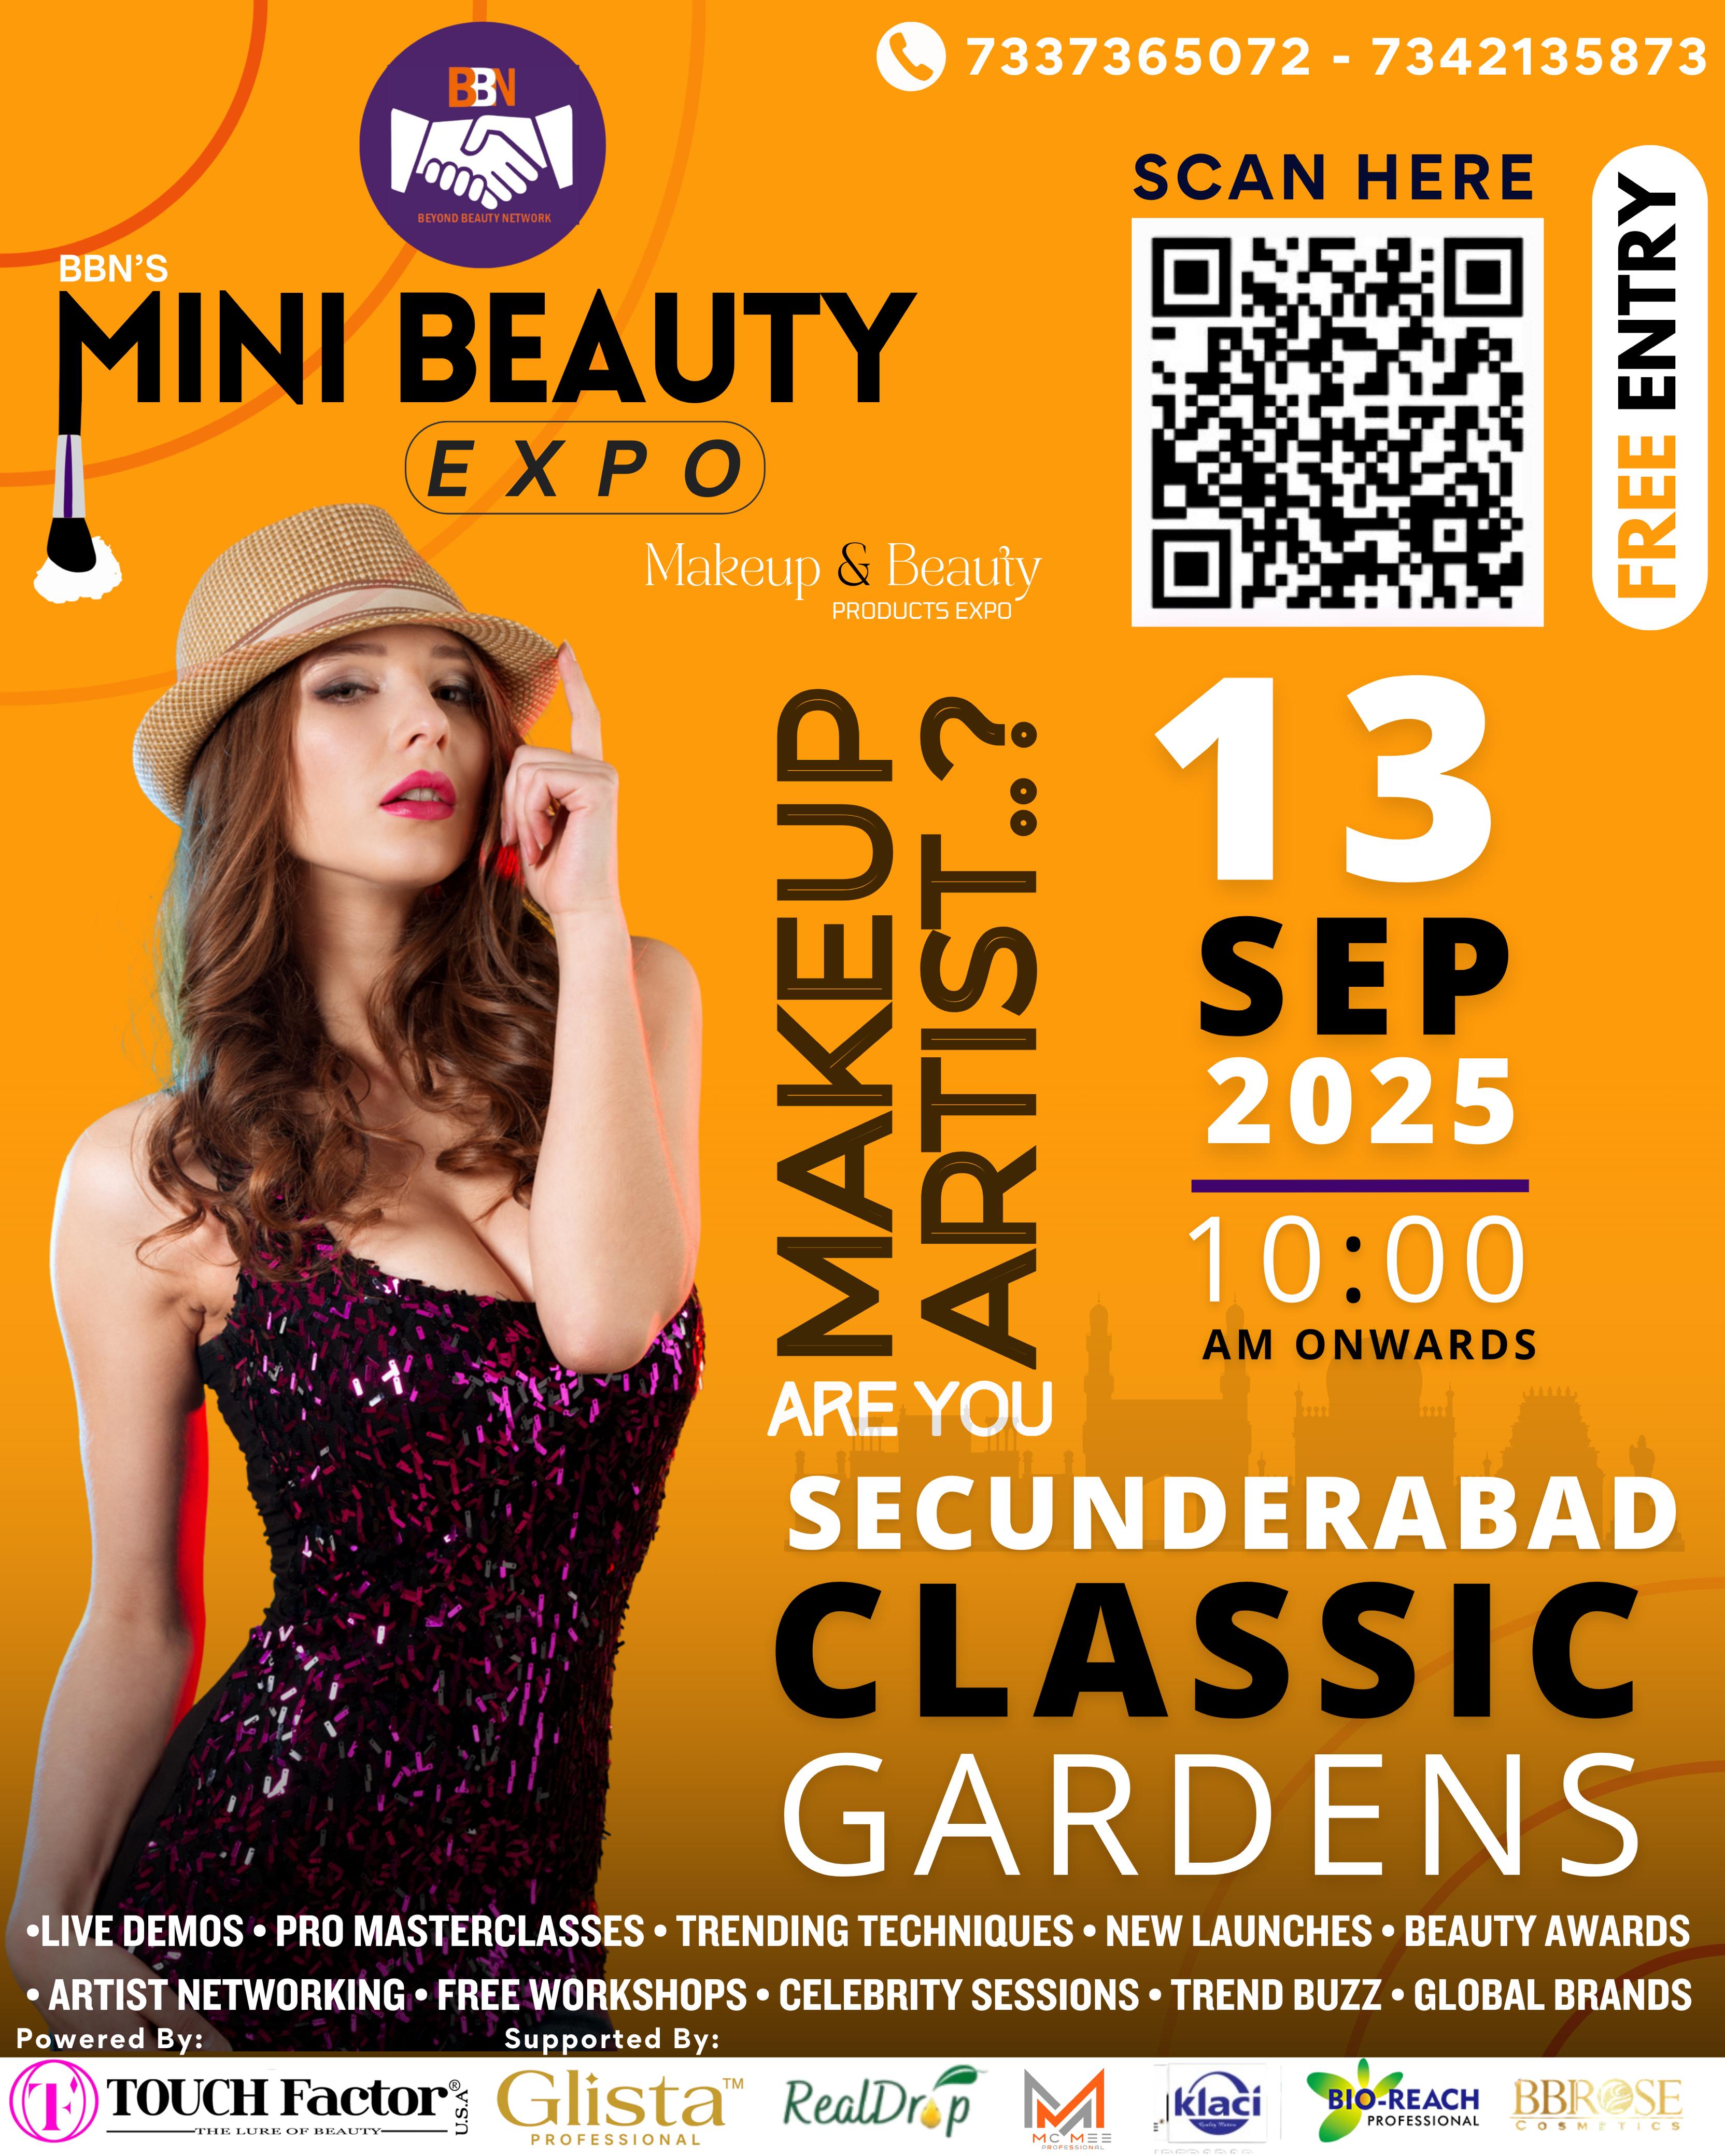 7337365072 - 7342135873
BBN
BEYOND BEAUTY NETWORK
SCAN HERE
FREE ENTRY
BBN'S
MINI BEAUTY
EXPO
Makeup & Beauty
PRODUCTS EXPO
ARE YOU
MAKEUP
ARTIST...?
13
SEP
2025
10:00
AM ONWARDS
SECUNDERABAD
CLASSIC
GARDENS
•LIVE DEMOS • PRO MASTERCLASSES • TRENDING TECHNIQUES • NEW LAUNCHES • BEAUTY AWARDS
• ARTIST NETWORKING • FREE WORKSHOPS • CELEBRITY SESSIONS • TREND BUZZ • GLOBAL BRANDS
Powered By:
Supported By:
TF TOUCH Factor® U.S.A
THE LURE OF BEAUTY
Glista™
PROFESSIONAL
RealDrop
MC MEE
PROFESSIONAL
klaci
BIO-REACH
PROFESSIONAL
BBROSE
COSMETICS